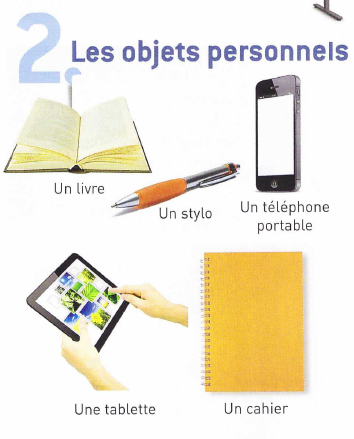 2. Les objets personnels
Un livre
Un stylo
Un téléphone
portable
Une tablette
Un cahier